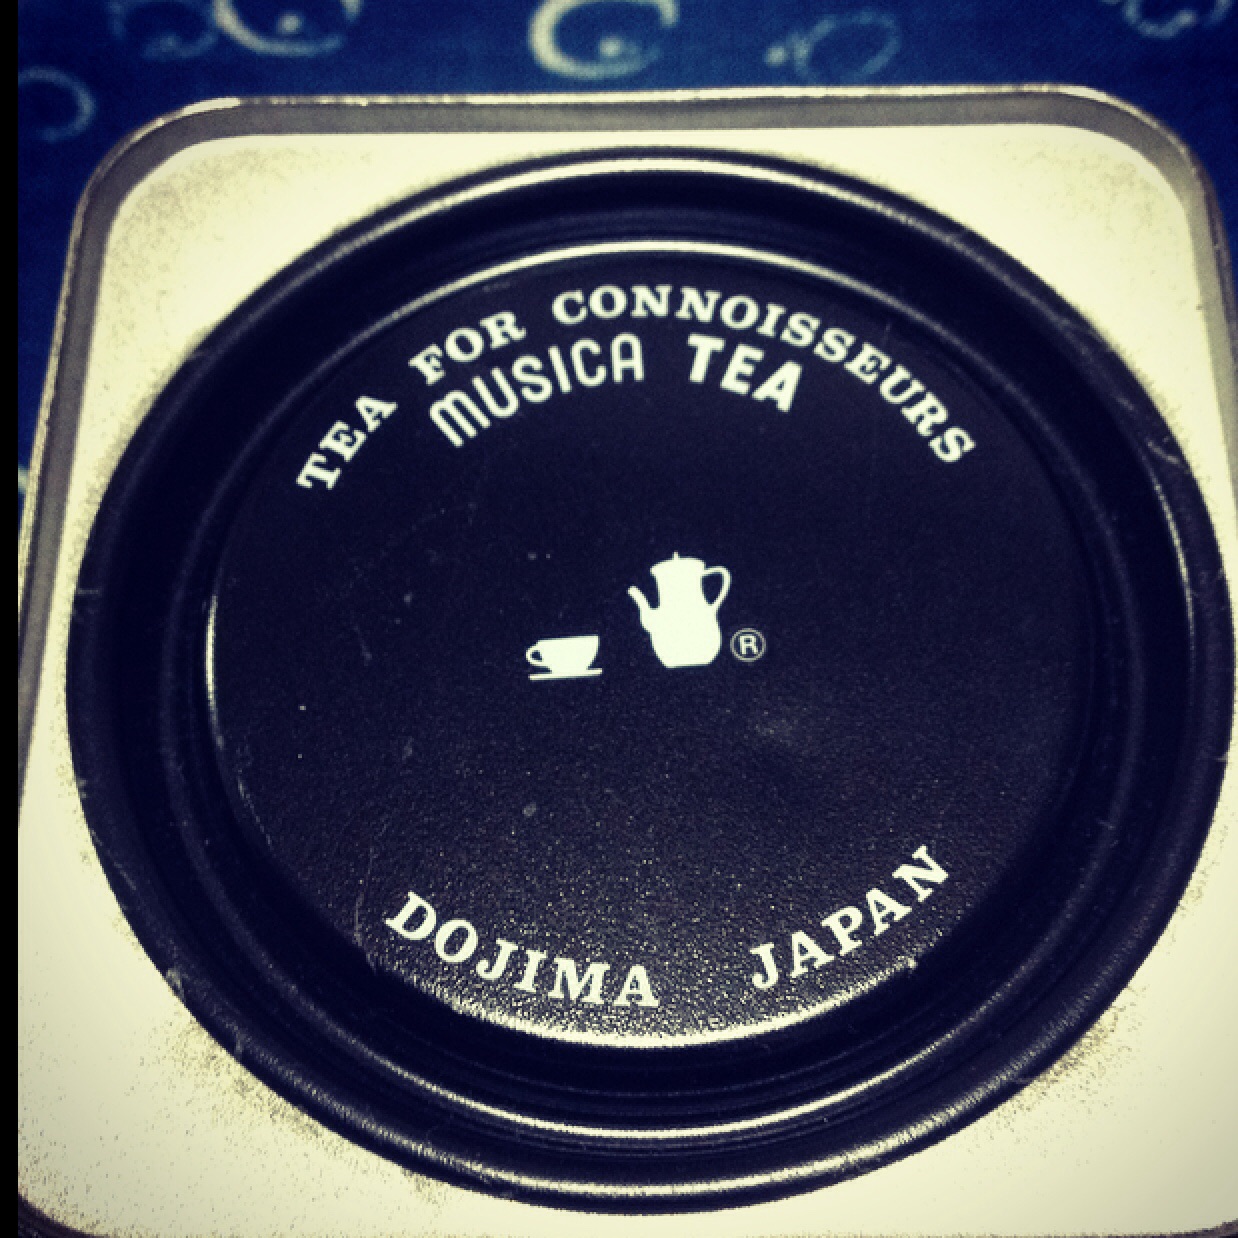 TEA FOR CONNOISSEURS
MUSICA TEA
®
DOJIMA JAPAN